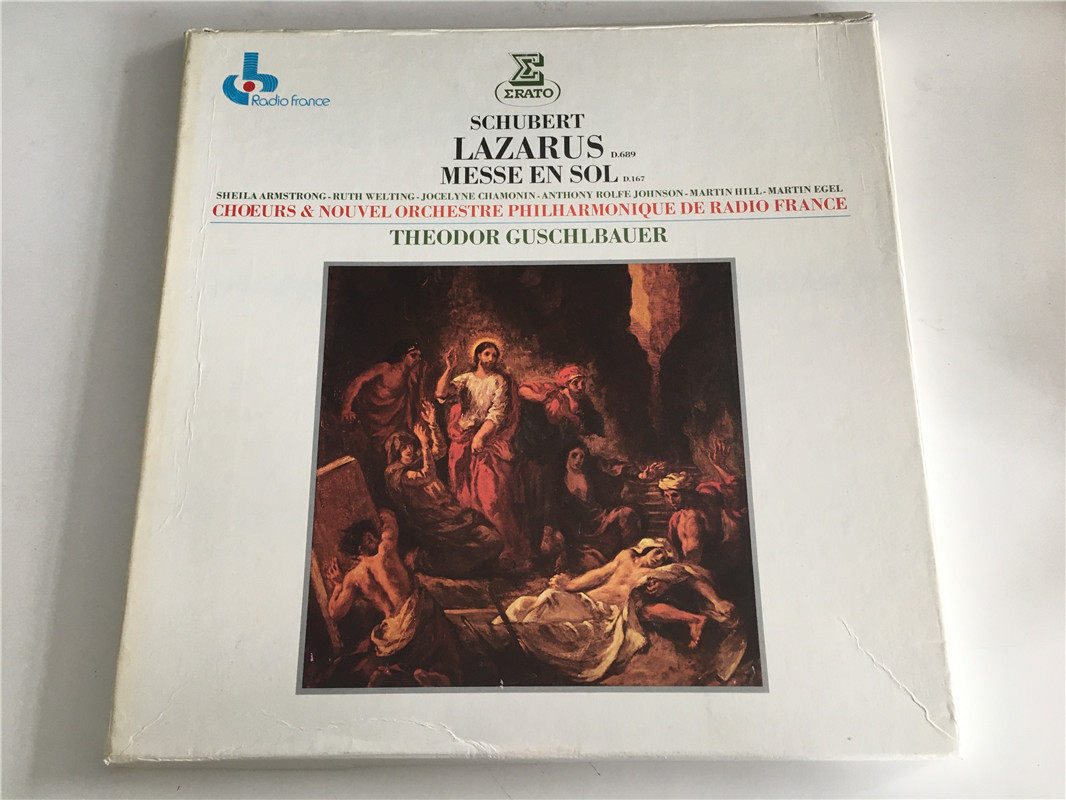 Radio france
ERATO
SCHUBERT
LAZARUS D.689
MESSE EN SOL D.167
SHEILA ARMSTRONG - RUTH WELTING - JOCELYNE CHAMONIN - ANTHONY ROLFE JOHNSON - MARTIN HILL - MARTIN EGEL
CHŒURS & NOUVEL ORCHESTRE PHILHARMONIQUE DE RADIO FRANCE
THEODOR GUSCHLBAUER